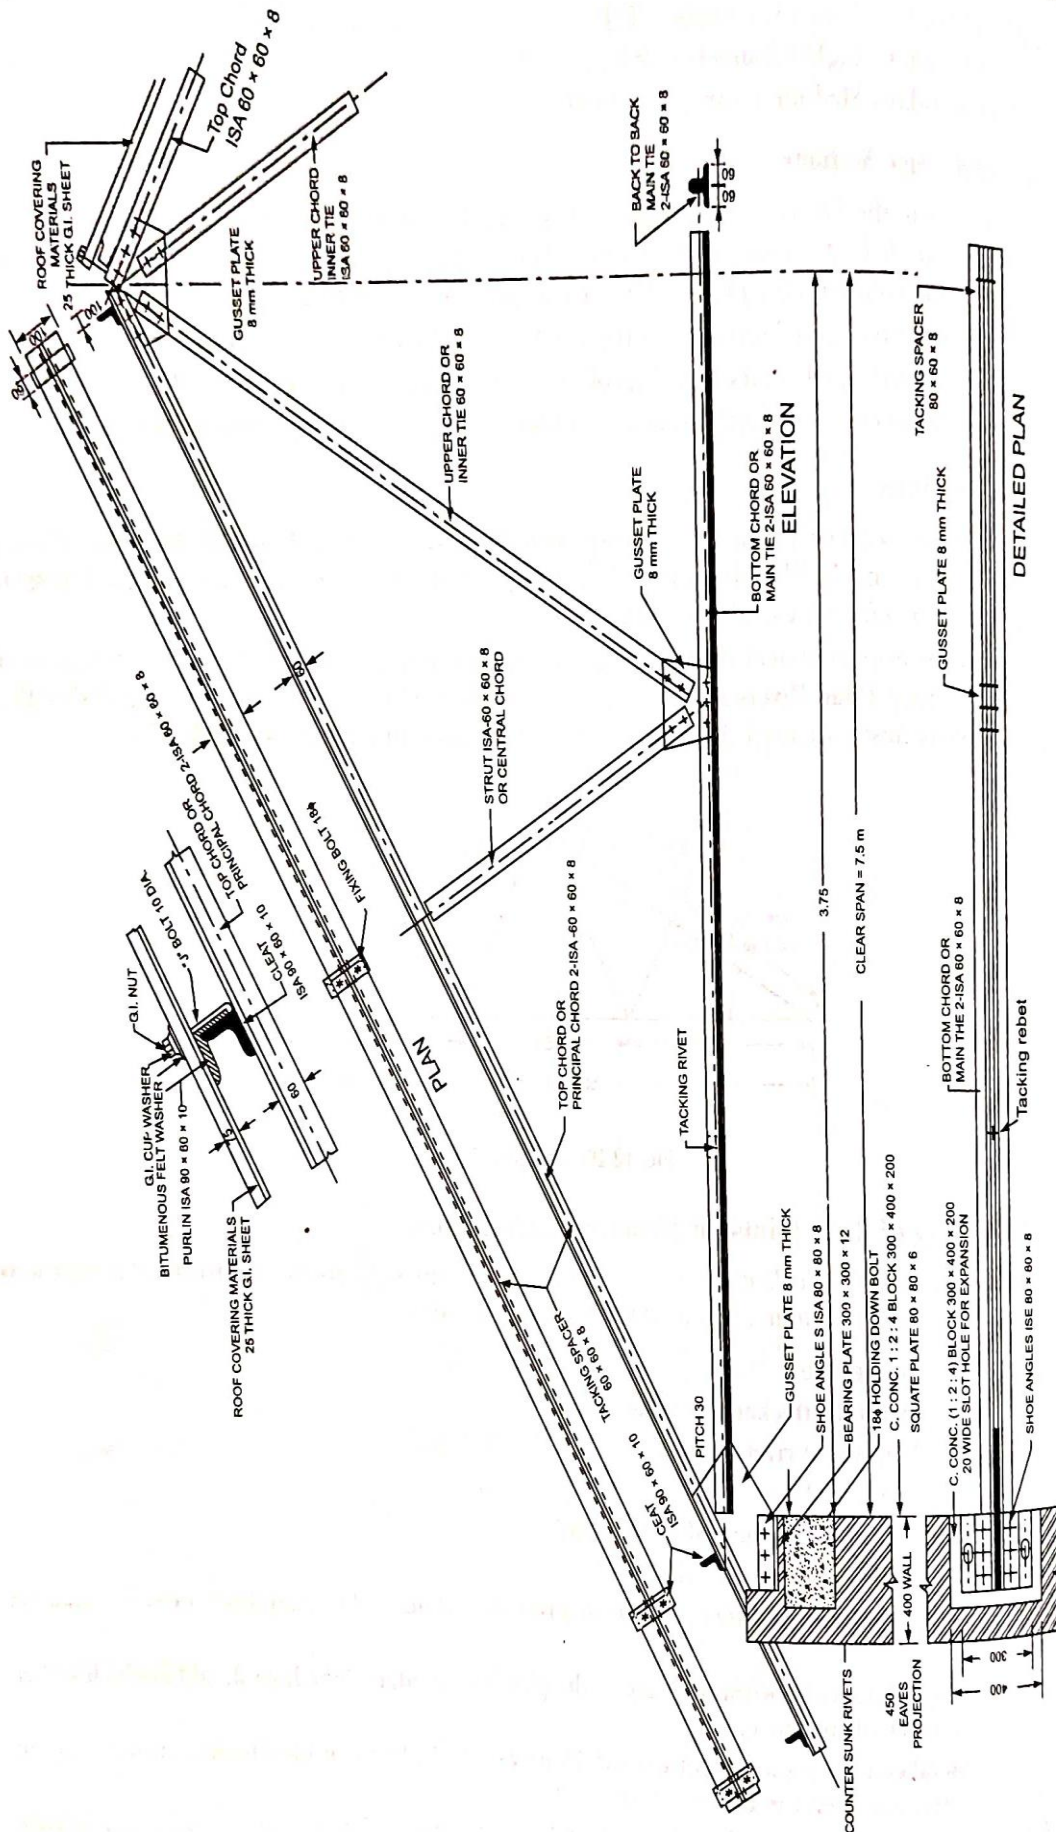 ROOF COVERING
MATERIALS
25 THICK G.I. SHEET
Top Chord
ISA 60 × 60 × 8
100
GUSSET PLATE
8 mm THICK
UPPER CHORD
INNER TIE
ISA 60 × 60 × 8
BACK TO BACK
MAIN TIE
2-ISA 60 × 60 × 8
60 60
UPPER CHORD OR
INNER TIE 60 × 60 × 8
GUSSET PLATE
8 mm THICK
BOTTOM CHORD OR
MAIN TIE 2-ISA 60 × 60 × 8
ELEVATION
TACKING SPACER
80 × 60 × 8
GUSSET PLATE 8 mm THICK
DETAILED PLAN
G.I. NUT
"J" BOLT 10 DIA
TOP CHORD OR
PRINCIPAL CHORD 2-ISA 60 × 60 × 8
CLEAT
ISA 90 × 60 × 10
G.I. CUP WASHER
BITUMENOUS FELT WASHER
PURLIN ISA 90 × 60 × 10
60
ROOF COVERING MATERIALS
25 THICK G.I. SHEET
60
FIXING BOLT 18ϕ
STRUT ISA-60 × 60 × 8
OR CENTRAL CHORD
PLAN
TOP CHORD OR
PRINCIPAL CHORD 2-ISA -60 × 60 × 8
TACKING RIVET
3.75
CLEAR SPAN = 7.5 m
BOTTOM CHORD OR
MAIN THE 2-ISA 60 × 60 × 8
Tacking rebet
TACKING SPACER
60 × 60 × 8
CEAT
ISA 90 × 60 × 10
PITCH 30
GUSSET PLATE 8 mm THICK
SHOE ANGLE S ISA 80 × 80 × 8
BEARING PLATE 300 × 300 × 12
18ϕ HOLDING DOWN BOLT
C. CONC. 1 : 2 : 4 BLOCK 300 × 400 × 200
SQUATE PLATE 80 × 80 × 6
C. CONC. (1 : 2 : 4) BLOCK 300 ×400 × 200
20 WIDE SLOT HOLE FOR EXPANSION
SHOE ANGLES ISE 80 × 80 × 8
400 WALL
COUNTER SUNK RIVETS
450
EAVES
PROJECTION
300
400